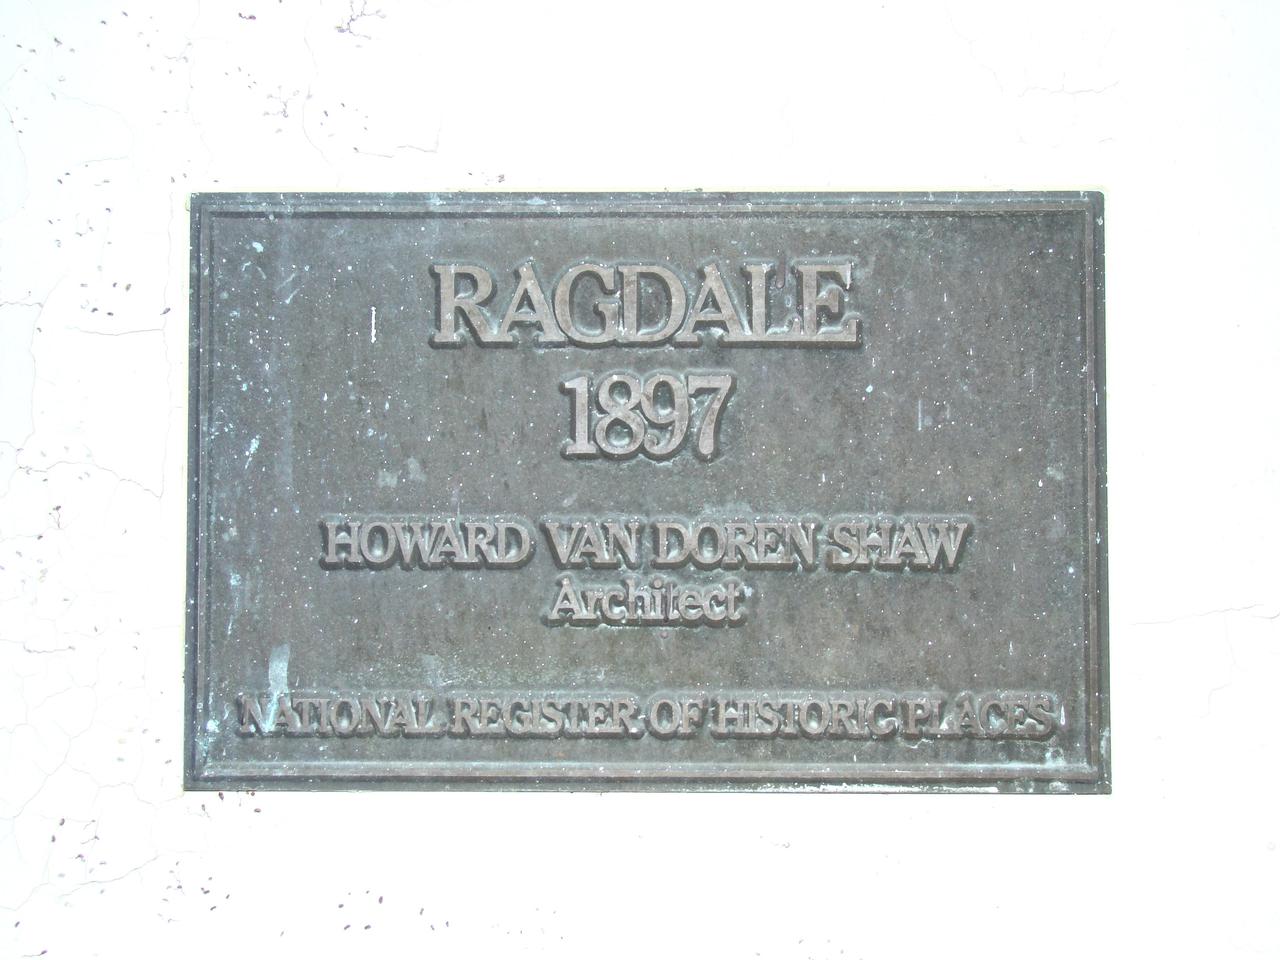 RAGDALE
1897
HOWARD VAN DOREN SHAW
Architect
NATIONAL REGISTER OF HISTORIC PLACES